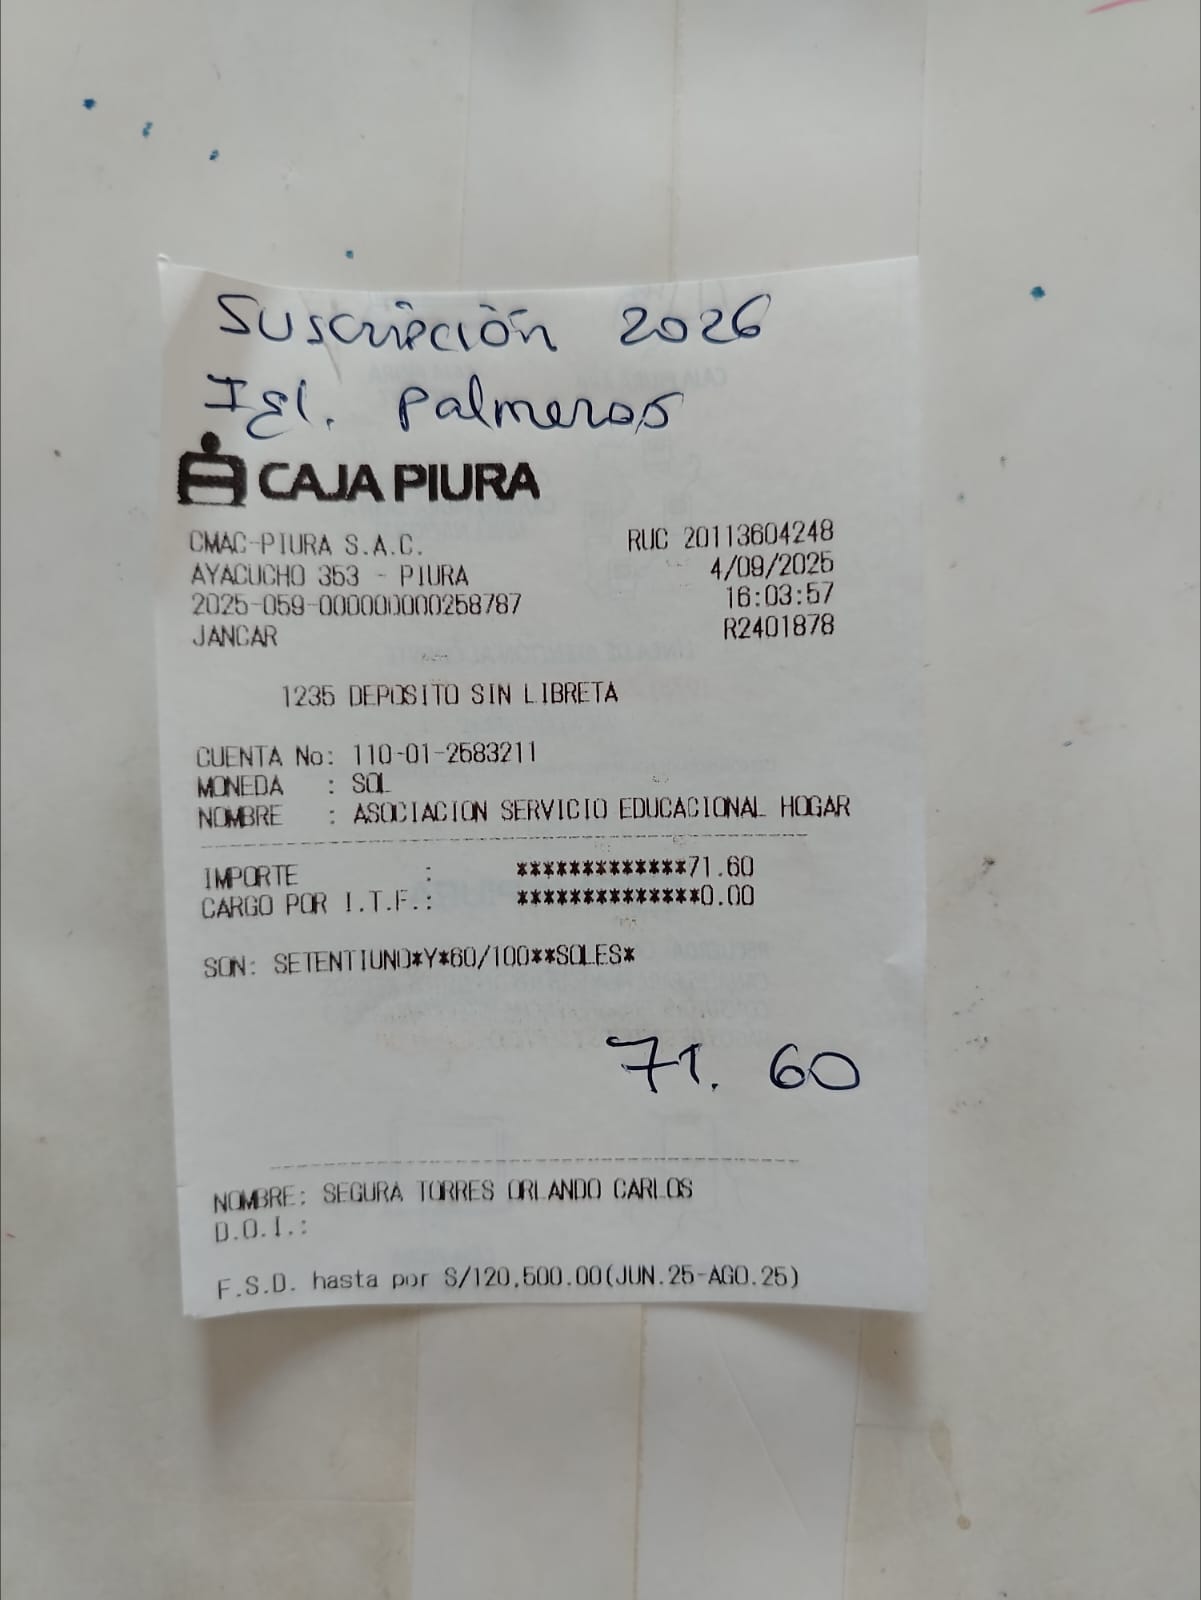 Suscripción 2026
Igl. Palmeras
CAJA PIURA
CMAC-PIURA S.A.C. RUC 20113604248
AYACUCHO 353 - PIURA 4/09/2025
2025-059-000000000258787 16:03:57
JANCAR R2401878
1235 DEPOSITO SIN LIBRETA
CUENTA No: 110-01-2583211
MONEDA : SOL
NOMBRE : ASOCIACION SERVICIO EDUCACIONAL HOGAR
IMPORTE : *************71.60
CARGO POR I.T.F.: **************0.00
SON: SETENTIUNO*Y*60/100**SOLES*
71. 60
NOMBRE: SEGURA TORRES ORLANDO CARLOS
D.O.I.:
F.S.D. hasta por S/120,500.00(JUN.25-AGO.25)